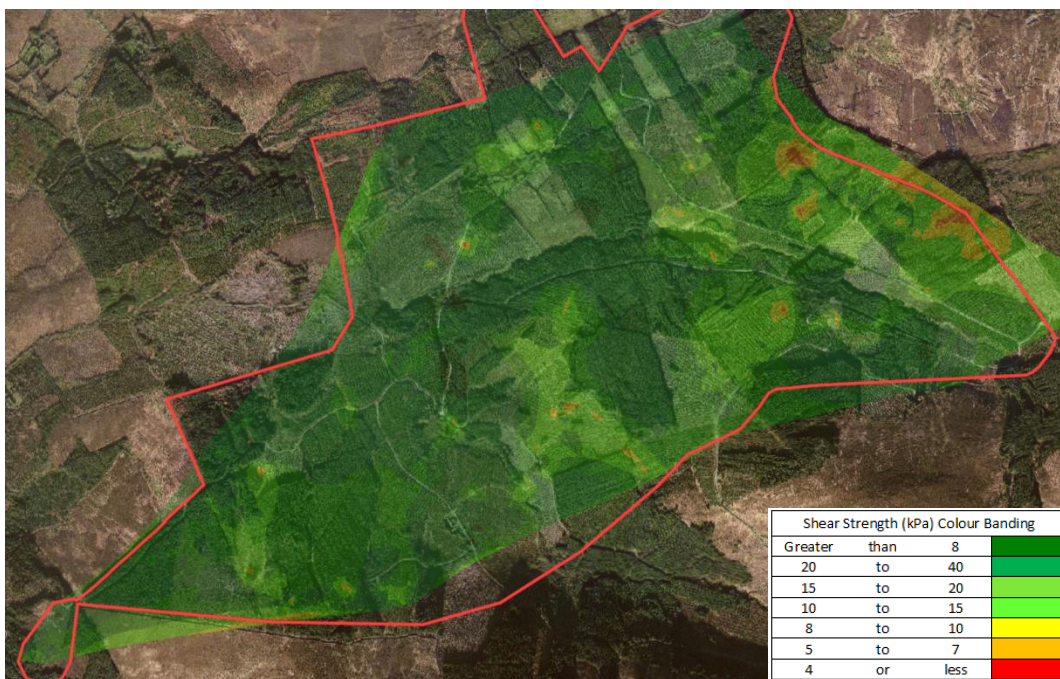 Shear Strength (kPa) Colour Banding
Greater than 8
20 to 40
15 to 20
10 to 15
8 to 10
5 to 7
4 or less